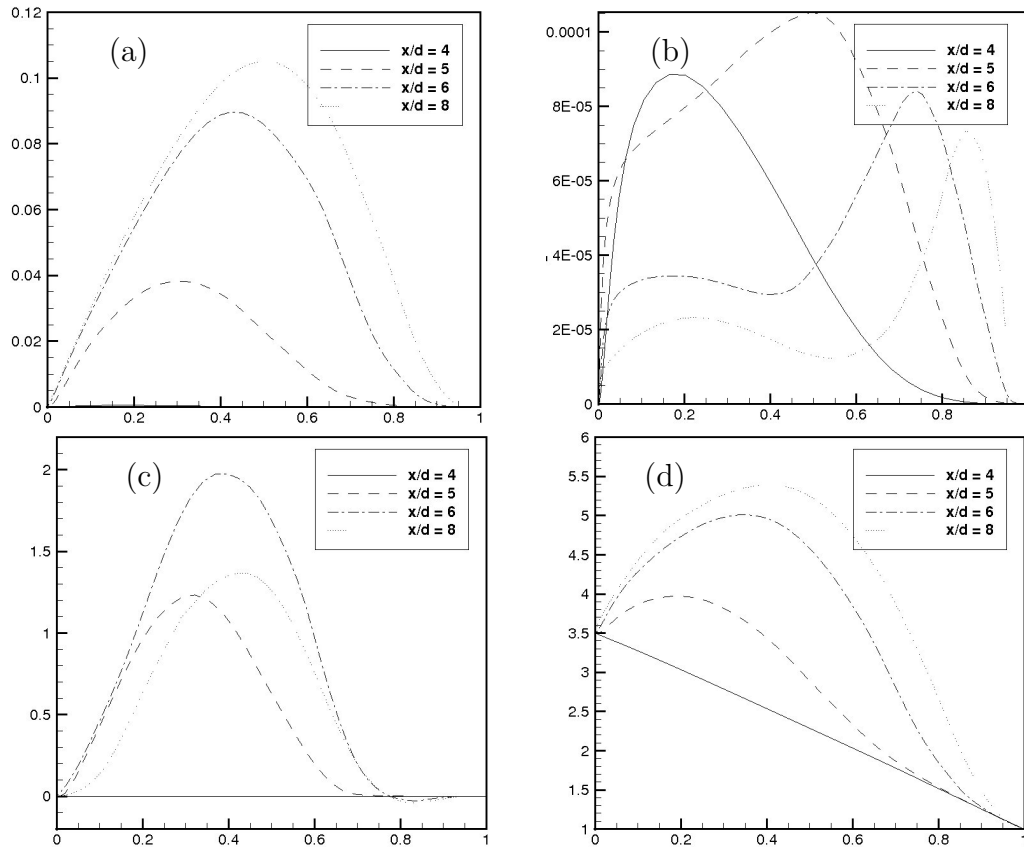 (a)
x/d = 4
x/d = 5
x/d = 6
x/d = 8
0.12
0.1
0.08
0.06
0.04
0.02
0
0 0.2 0.4 0.6 0.8 1
(b)
x/d = 4
x/d = 5
x/d = 6
x/d = 8
0.0001
8E-05
6E-05
4E-05
2E-05
0
0 0.2 0.4 0.6 0.8
(c)
x/d = 4
x/d = 5
x/d = 6
x/d = 8
2
1.5
1
0.5
0
0 0.2 0.4 0.6 0.8 1
(d)
x/d = 4
x/d = 5
x/d = 6
x/d = 8
6
5.5
5
4.5
4
3.5
3
2.5
2
1.5
1
0 0.2 0.4 0.6 0.8 1